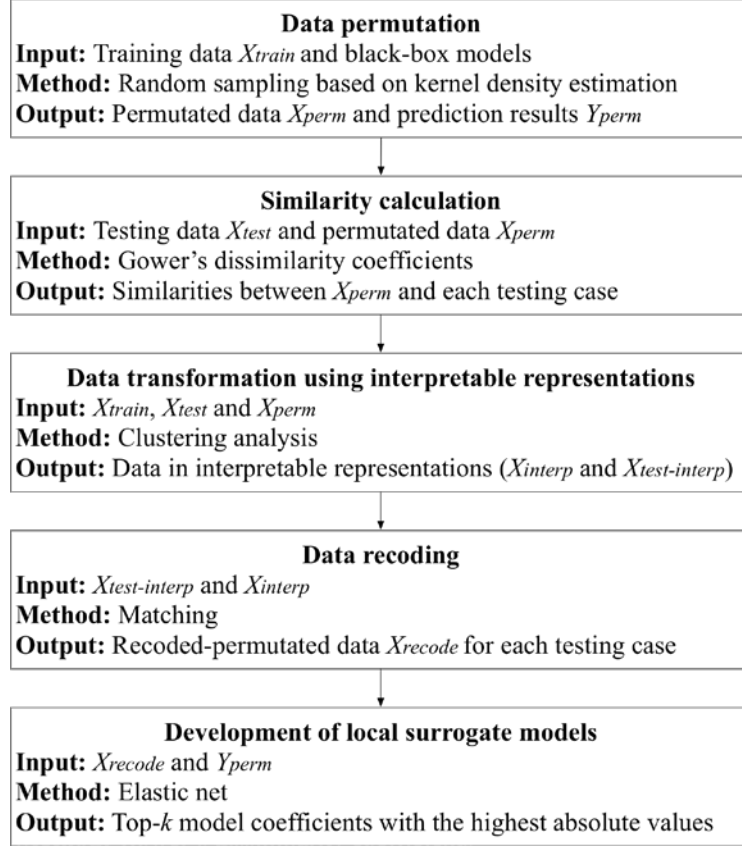 Data permutation
Input: Training data Xtrain and black-box models
Method: Random sampling based on kernel density estimation
Output: Permutated data Xperm and prediction results Yperm
Similarity calculation
Input: Testing data Xtest and permutated data Xperm
Method: Gower's dissimilarity coefficients
Output: Similarities between Xperm and each testing case
Data transformation using interpretable representations
Input: Xtrain, Xtest and Xperm
Method: Clustering analysis
Output: Data in interpretable representations (Xinterp and Xtest-interp)
Data recoding
Input: Xtest-interp and Xinterp
Method: Matching
Output: Recoded-permutated data Xrecode for each testing case
Development of local surrogate models
Input: Xrecode and Yperm
Method: Elastic net
Output: Top-k model coefficients with the highest absolute values